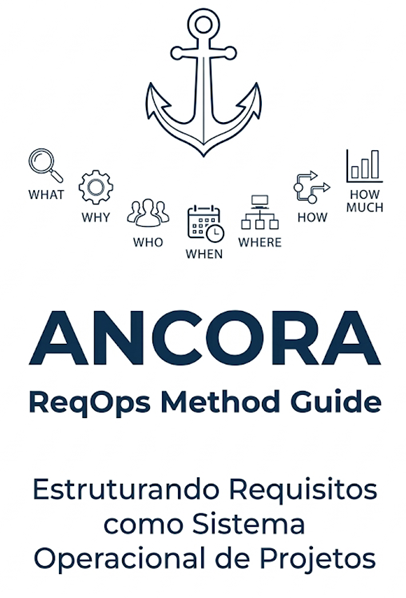 WHAT
WHY
WHO
WHEN
WHERE
HOW
HOW
MUCH
ANCORA
ReqOps Method Guide
Estruturando Requisitos
como Sistema
Operacional de Projetos